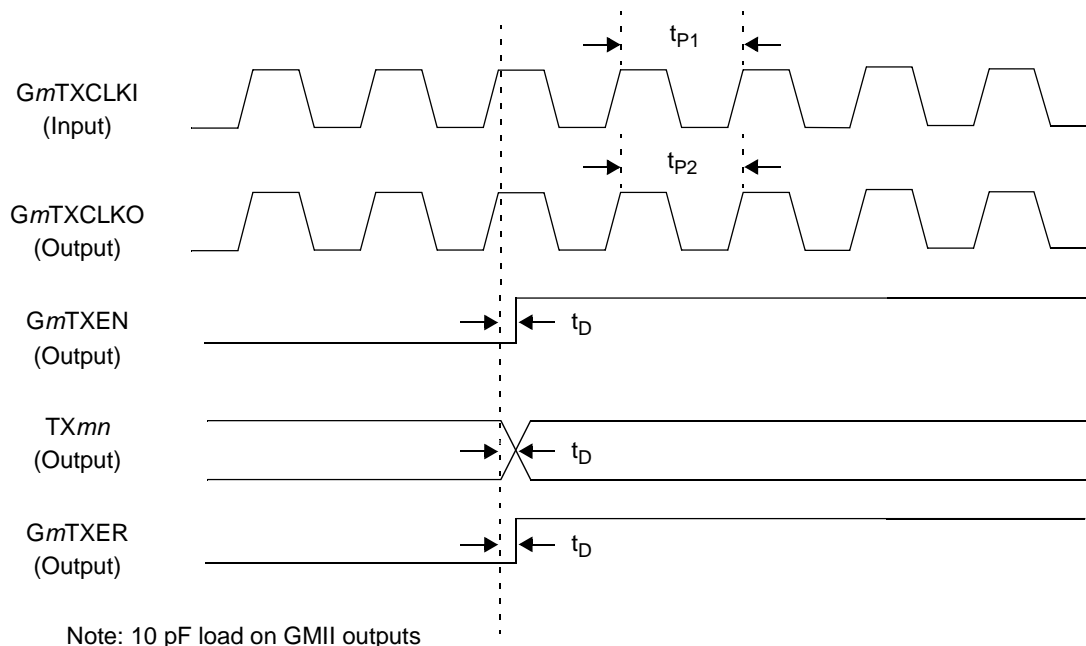 tP1
GmTXCLKI
(Input)
tP2
GmTXCLKO
(Output)
GmTXEN
(Output)
tD
TXmn
(Output)
tD
GmTXER
(Output)
tD
Note: 10 pF load on GMII outputs